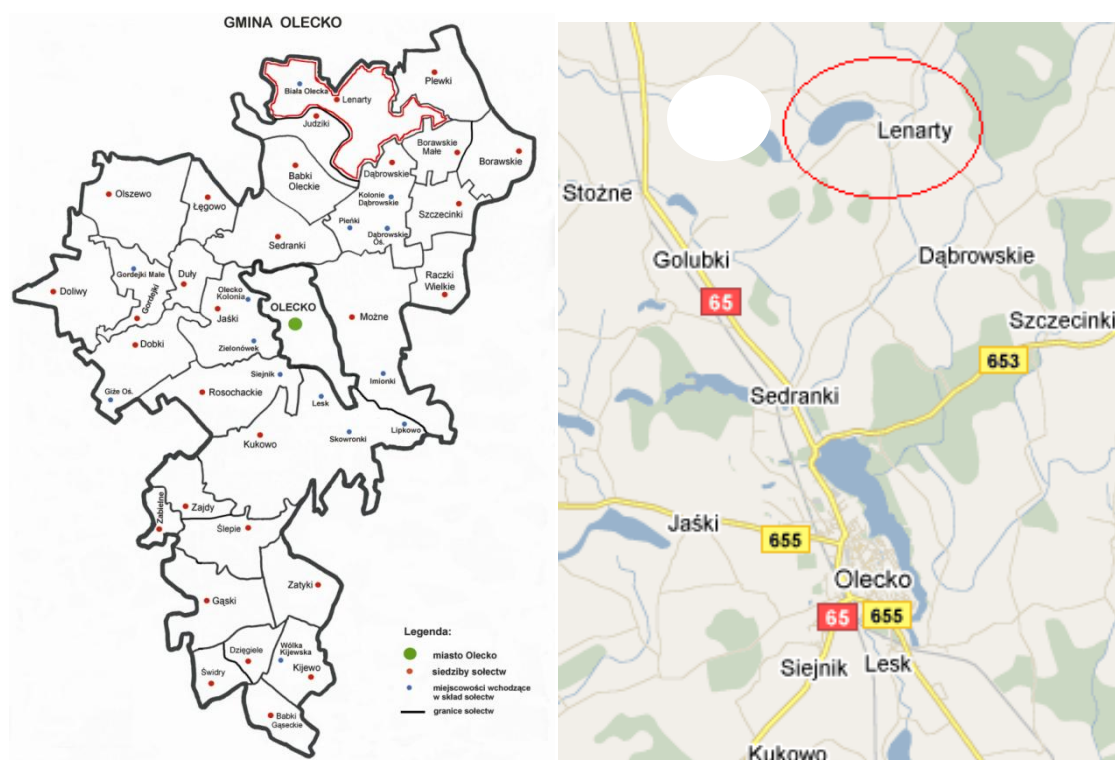 GMINA OLECKO
Plewki
Biała Olecka
Lenarty
Judziki
Borawskie
Małe
Borawskie
Dąbrowskie
Babki
Oleckie
Olszewo
Łęgowo
Kolonie
Dąbrowskie
Szczecinki
Pieńki
Dąbrowskie
Oś.
Sedranki
Gordejki Małe
Duły
Raczki
Wielkie
Doliwy
Gordejki
Olecko
Kolonia
OLECKO
Jaśki
Możne
Dobki
Zielonówek
Siejnik
Imionki
Giże Oś.
Rosochackie
Lesk
Lipkowo
Kukowo
Skowronki
Zabielne
Zajdy
Ślepie
Zatyki
Gąski
Dzięgiele
Wólka
Kijewska
Kijewo
Świdry
Babki
Gąseckie
Legenda:
miasto Olecko
siedziby sołectw
miejscowości wchodzące
w skład sołectw
granice sołectw
Lenarty
Stożne
Golubki
Dąbrowskie
65
Szczecinki
653
Sedranki
Jaśki
655
Olecko
65
655
Siejnik
Lesk
Kukowo